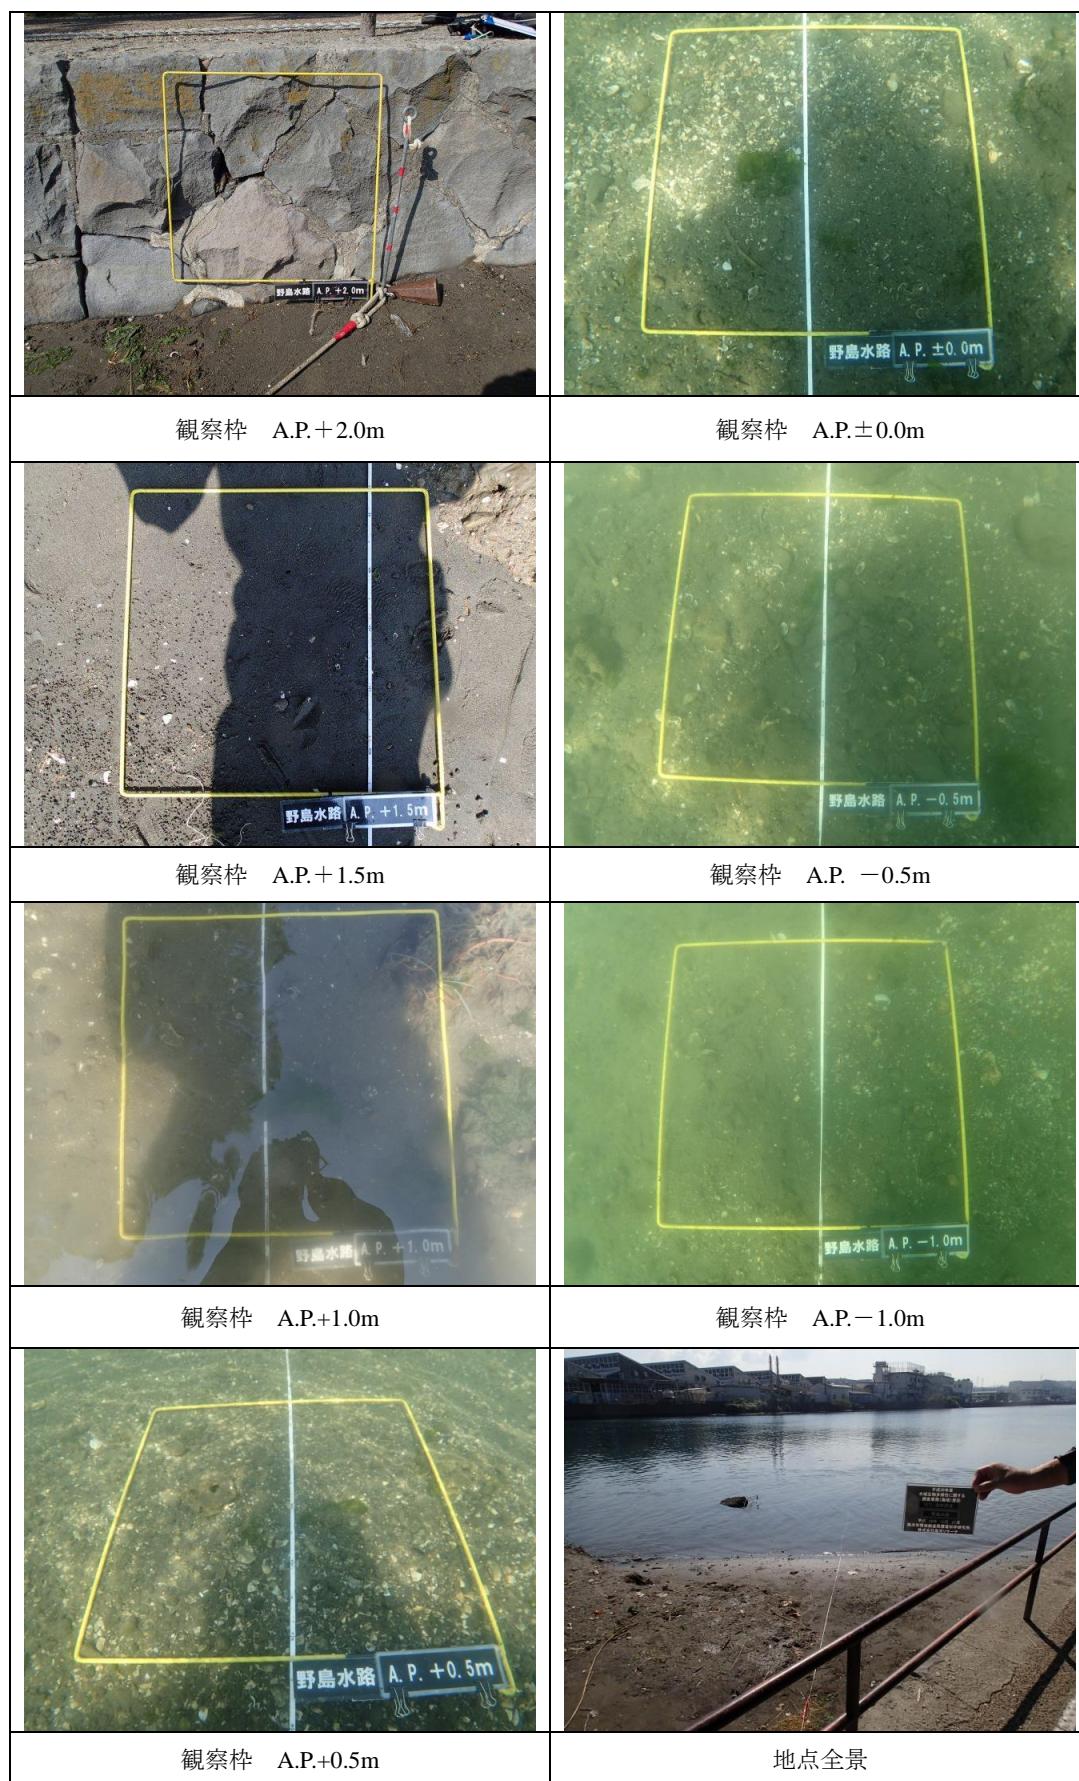 野島水路 A.P.+2.0m
野島水路 A.P.±0.0m
観察枠 A.P.+2.0m
観察枠 A.P.±0.0m
野島水路 A.P.+1.5m
野島水路 A.P.-0.5m
観察枠 A.P.+1.5m
観察枠 A.P. -0.5m
野島水路 A.P.+1.0m
野島水路 A.P.-1.0m
観察枠 A.P.+1.0m
観察枠 A.P.-1.0m
野島水路 A.P.+0.5m
観察枠 A.P.+0.5m
地点全景